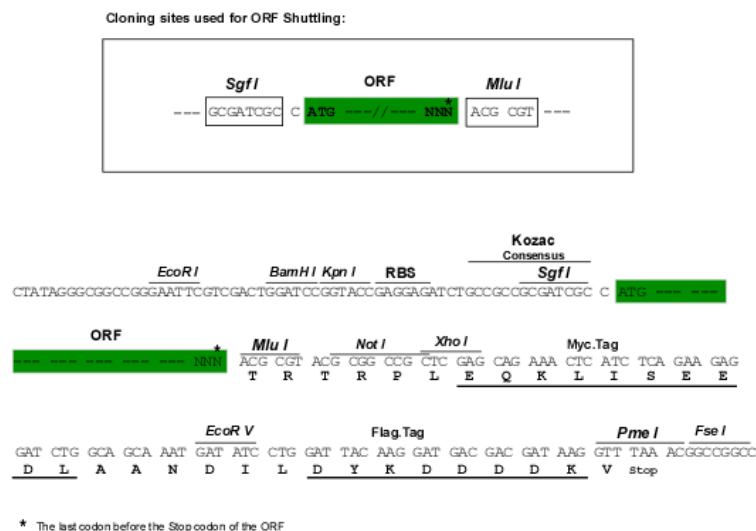 Cloning sites used for ORF Shuttling:
Sgf I ORF Mlu I
--- GCGATCGC C ATG ---//--- NNN* ACG CGT ---
Kozac
Consensus
EcoR I BamH I Kpn I RBS Sgf I
CTATAGGGCGGCCGGGAATTCGTCGACTGGATCCGGTACCGAGGAGATCTGCCGCCGCGATCGC C ATG --- ---
ORF
Mlu I Not I Xho I Myc.Tag
--- --- --- --- --- --- NNN* ACG CGT ACG CGG CCG CTC GAG CAG AAA CTC ATC TCA GAA GAG
T R T R P L E Q K L I S E E
EcoR V Flag.Tag Pme I Fse I
GAT CTG GCA GCA AAT GAT ATC CTG GAT TAC AAG GAT GAC GAC GAT AAG GTT TAA ACGGCCGGCC
D L A A N D I L D Y K D D D D K V Stop
* The last codon before the Stop codon of the ORF